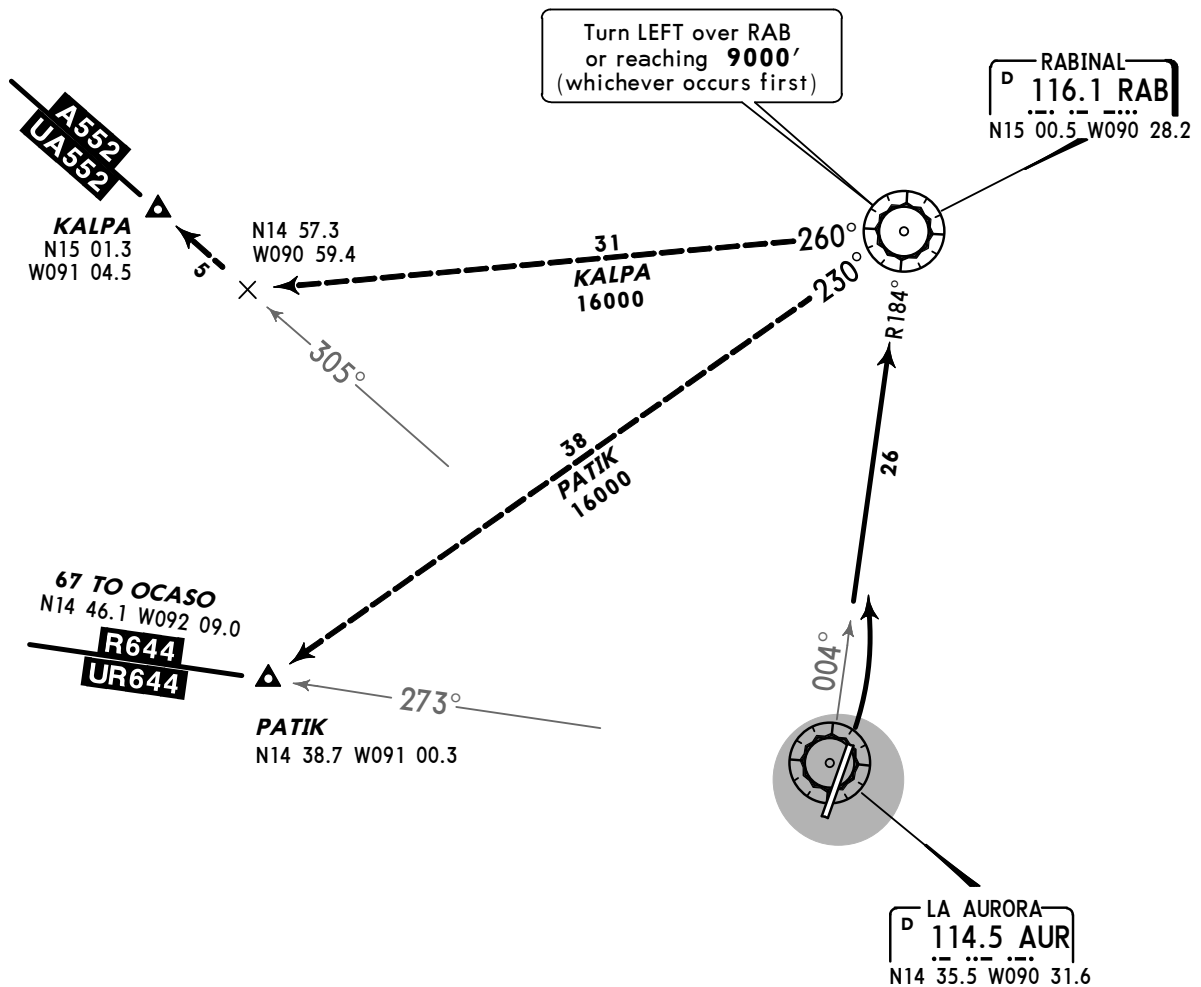 Turn LEFT over RAB
or reaching 9000′
(whichever occurs first)
RABINAL
D 116.1 RAB
N15 00.5 W090 28.2
A552
UA552
KALPA
N15 01.3
W091 04.5
5
N14 57.3
W090 59.4
31
KALPA
16000
260°
230°
R184°
305°
38
PATIK
16000
26
67 TO OCASO
N14 46.1 W092 09.0
R644
UR644
273°
PATIK
N14 38.7 W091 00.3
004°
LA AURORA
D 114.5 AUR
N14 35.5 W090 31.6